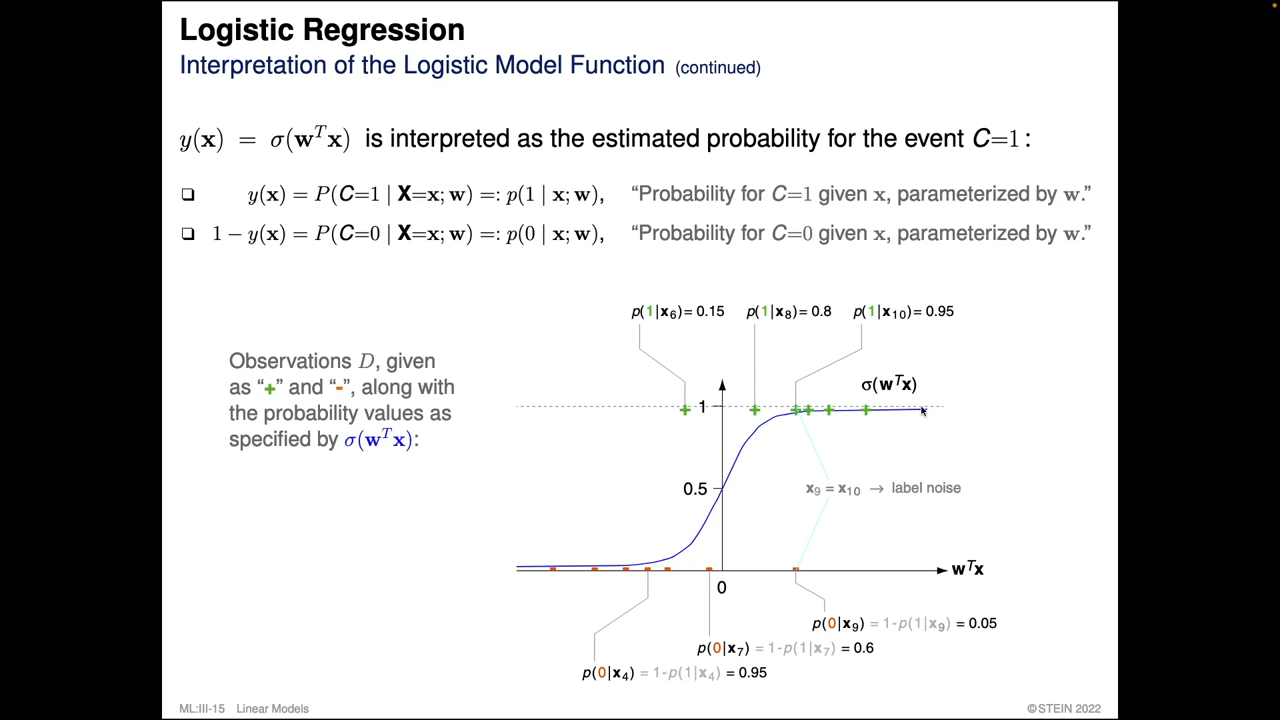 Logistic Regression
Interpretation of the Logistic Model Function (continued)
y(x) = σ(wᵀx) is interpreted as the estimated probability for the event C=1:
❑ y(x) = P(C=1 | X=x; w) =: p(1 | x; w), “Probability for C=1 given x, parameterized by w.”
❑ 1 − y(x) = P(C=0 | X=x; w) =: p(0 | x; w), “Probability for C=0 given x, parameterized by w.”
p(1|x₆) = 0.15 p(1|x₈) = 0.8 p(1|x₁₀) = 0.95
Observations D, given
as “+” and “-”, along with
the probability values as
specified by σ(wᵀx):
σ(wᵀx)
1
0.5
x₉ = x₁₀ → label noise
wᵀx
0
p(0|x₉) = 1-p(1|x₉) = 0.05
p(0|x₇) = 1-p(1|x₇) = 0.6
p(0|x₄) = 1-p(1|x₄) = 0.95
ML:III-15 Linear Models ©STEIN 2022